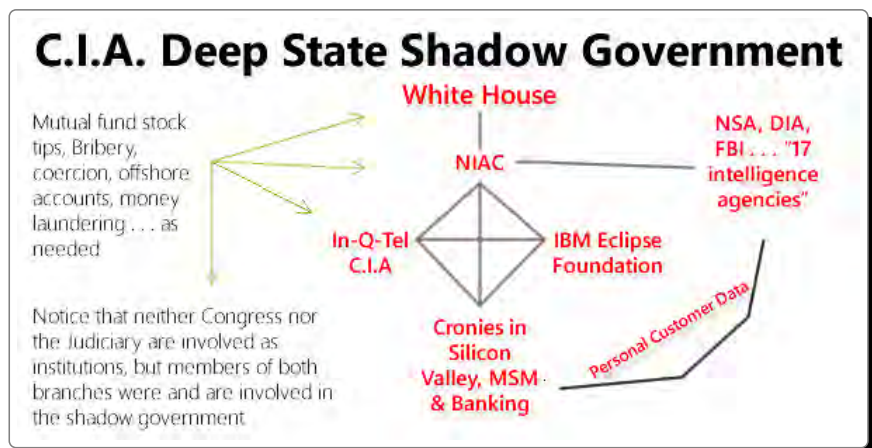 C.I.A. Deep State Shadow Government
White House
Mutual fund stock
tips, Bribery,
coercion, offshore
accounts, money
laundering . . . as
needed
NIAC
NSA, DIA,
FBI . . . "17
intelligence
agencies"
In-Q-Tel
C.I.A
IBM Eclipse
Foundation
Notice that neither Congress nor
the Judiciary are involved as
institutions, but members of both
branches were and are involved in
the shadow government
Cronies in
Silicon
Valley, MSM
& Banking
Personal Customer Data